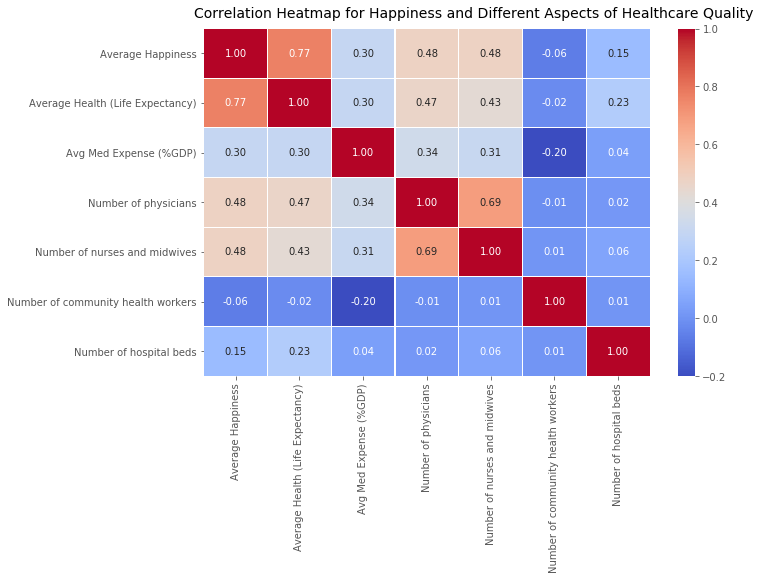 Correlation Heatmap for Happiness and Different Aspects of Healthcare Quality
Average Happiness 1.00 0.77 0.30 0.48 0.48 -0.06 0.15
Average Health (Life Expectancy) 0.77 1.00 0.30 0.47 0.43 -0.02 0.23
Avg Med Expense (%GDP) 0.30 0.30 1.00 0.34 0.31 -0.20 0.04
Number of physicians 0.48 0.47 0.34 1.00 0.69 -0.01 0.02
Number of nurses and midwives 0.48 0.43 0.31 0.69 1.00 0.01 0.06
Number of community health workers -0.06 -0.02 -0.20 -0.01 0.01 1.00 0.01
Number of hospital beds 0.15 0.23 0.04 0.02 0.06 0.01 1.00
Average Happiness
Average Health (Life Expectancy)
Avg Med Expense (%GDP)
Number of physicians
Number of nurses and midwives
Number of community health workers
Number of hospital beds
1.0
0.8
0.6
0.4
0.2
0.0
−0.2